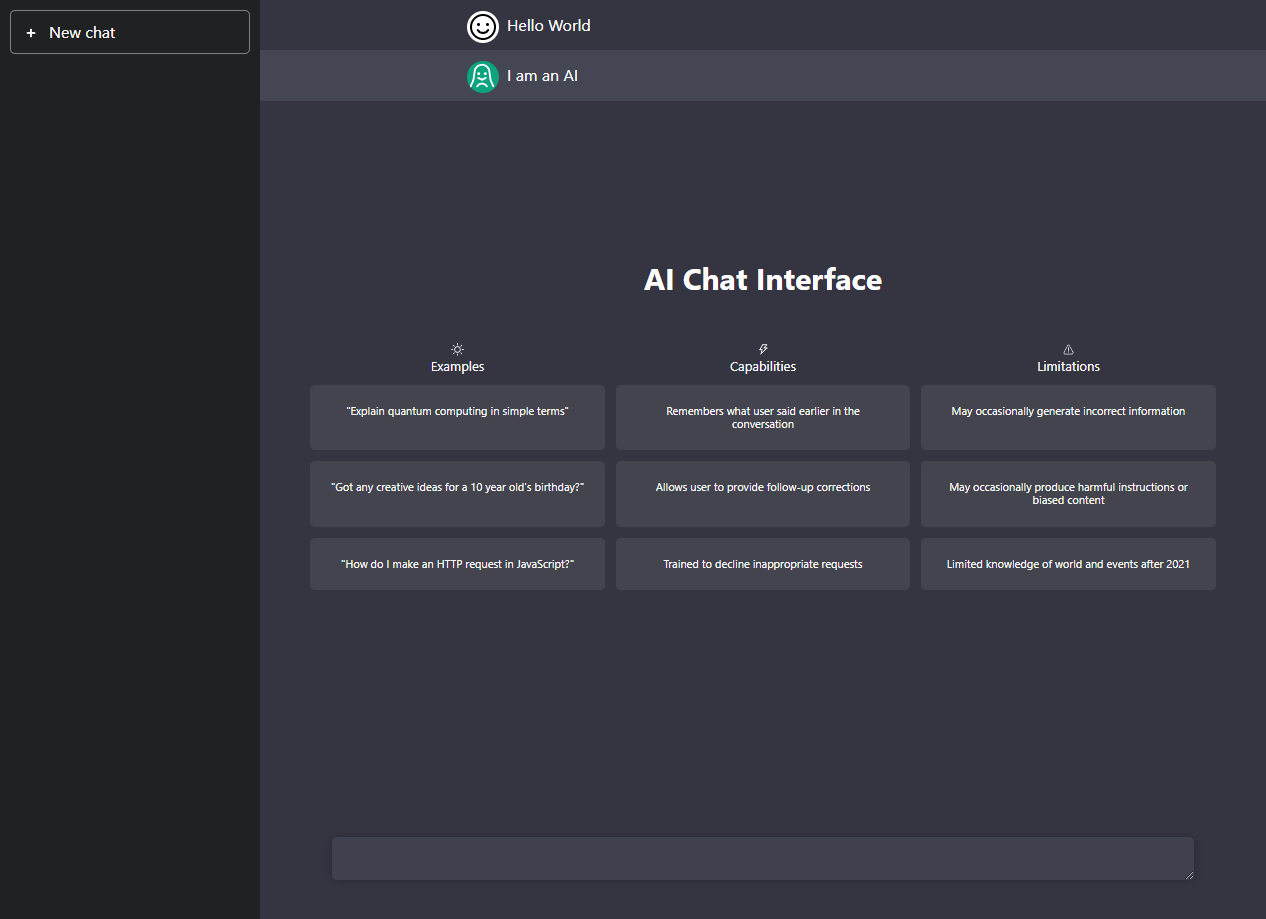 + New chat
Hello World
I am an AI
AI Chat Interface
Examples
"Explain quantum computing in simple terms"
"Got any creative ideas for a 10 year old's birthday?"
"How do I make an HTTP request in JavaScript?"
Capabilities
Remembers what user said earlier in the
conversation
Allows user to provide follow-up corrections
Trained to decline inappropriate requests
Limitations
May occasionally generate incorrect information
May occasionally produce harmful instructions or
biased content
Limited knowledge of world and events after 2021